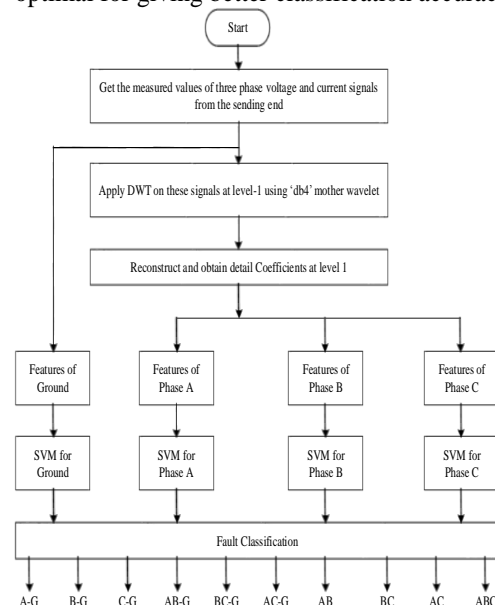 optimal for giving better classification accurac
Start
Get the measured values of three phase voltage and current signals
from the sending end
Apply DWT on these signals at level-1 using ‘db4’ mother wavelet
Reconstruct and obtain detail Coefficients at level 1
Features of
Ground
Features of
Phase A
Features of
Phase B
Features of
Phase C
SVM for
Ground
SVM for
Phase A
SVM for
Phase B
SVM for
Phase C
Fault Classification
A-G B-G C-G AB-G BC-G AC-G AB BC AC ABC